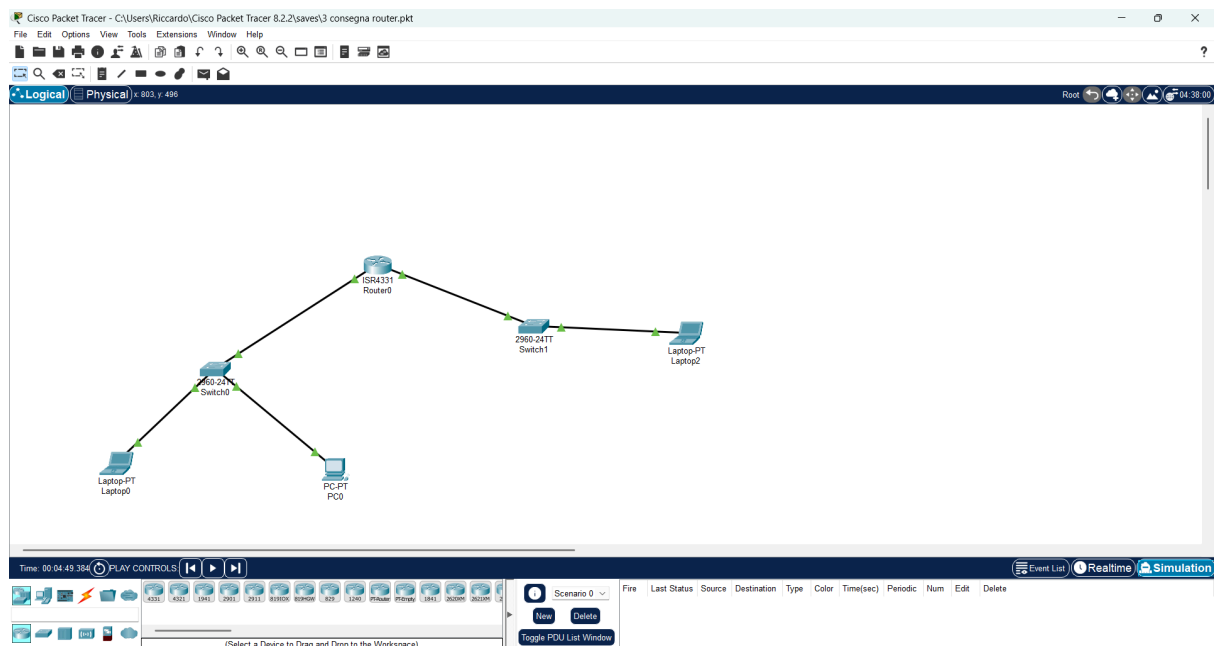 Cisco Packet Tracer - C:\Users\Riccardo\Cisco Packet Tracer 8.2.2\saves\3 consegna router.pkt
File Edit Options View Tools Extensions Window Help
?
Logical Physical x: 803, y: 496 Root 04:38:00
ISR4331
Router0
2960-24TT
Switch1
Laptop-PT
Laptop2
2960-24TT
Switch0
Laptop-PT
Laptop0
PC-PT
PC0
Time: 00:04:49.384 PLAY CONTROLS: Event List Realtime Simulation
4331 4321 1941 2901 2911 819IOX 819HGW 829 1240 PT-Router PT-Empty 1841 2620XM 2621XM 2
Scenario 0
Fire Last Status Source Destination Type Color Time(sec) Periodic Num Edit Delete
New Delete
Toggle PDU List Window
(Select a Device to Drag and Drop to the Workspace)